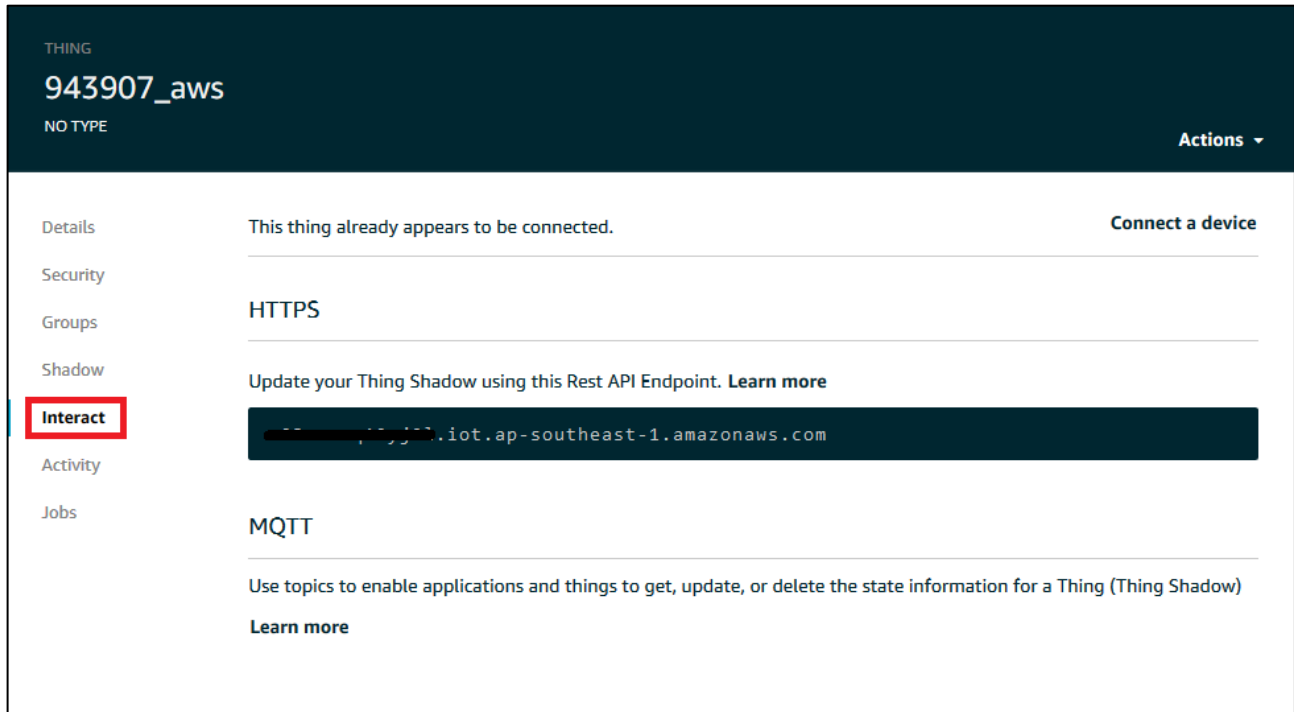 THING
943907_aws
NO TYPE
Actions
Details
Security
Groups
Shadow
Interact
Activity
Jobs
This thing already appears to be connected.
Connect a device
HTTPS
Update your Thing Shadow using this Rest API Endpoint. Learn more
.iot.ap-southeast-1.amazonaws.com
MQTT
Use topics to enable applications and things to get, update, or delete the state information for a Thing (Thing Shadow)
Learn more